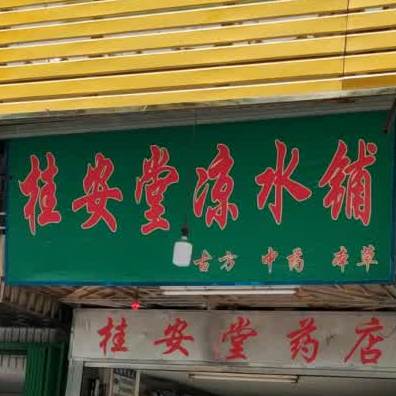 桂安堂凉水铺
古方 中药 本草
桂安堂药店